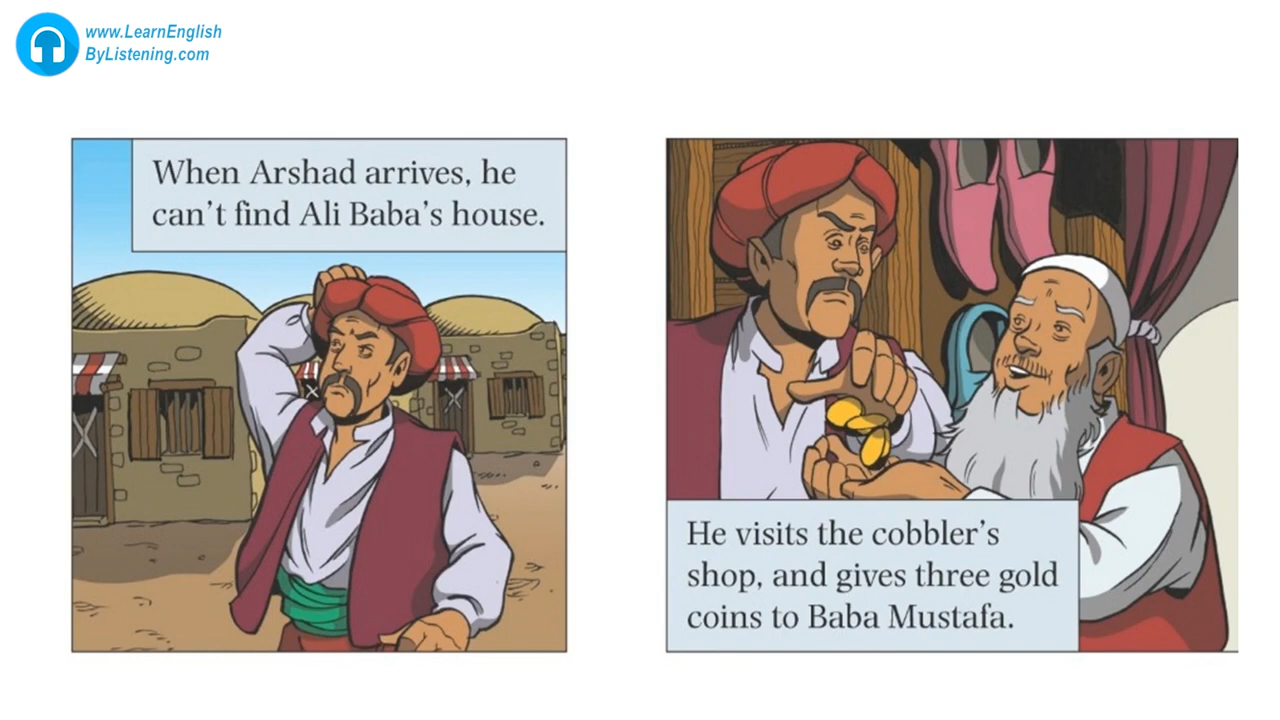 www.LearnEnglish
ByListening.com
When Arshad arrives, he
can't find Ali Baba's house.
He visits the cobbler's
shop, and gives three gold
coins to Baba Mustafa.